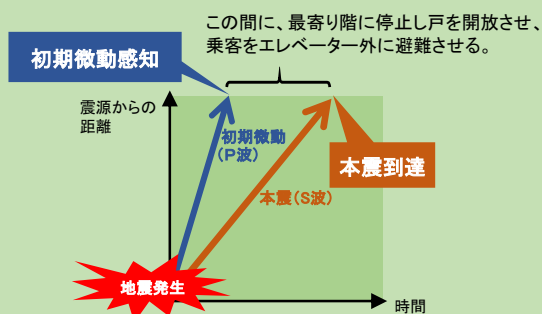 この間に、最寄り階に停止し戸を開放させ、
乗客をエレベーター外に避難させる。
初期微動感知
震源からの
距離
初期微動
（P波）
本震到達
本震（S波）
地震発生
時間